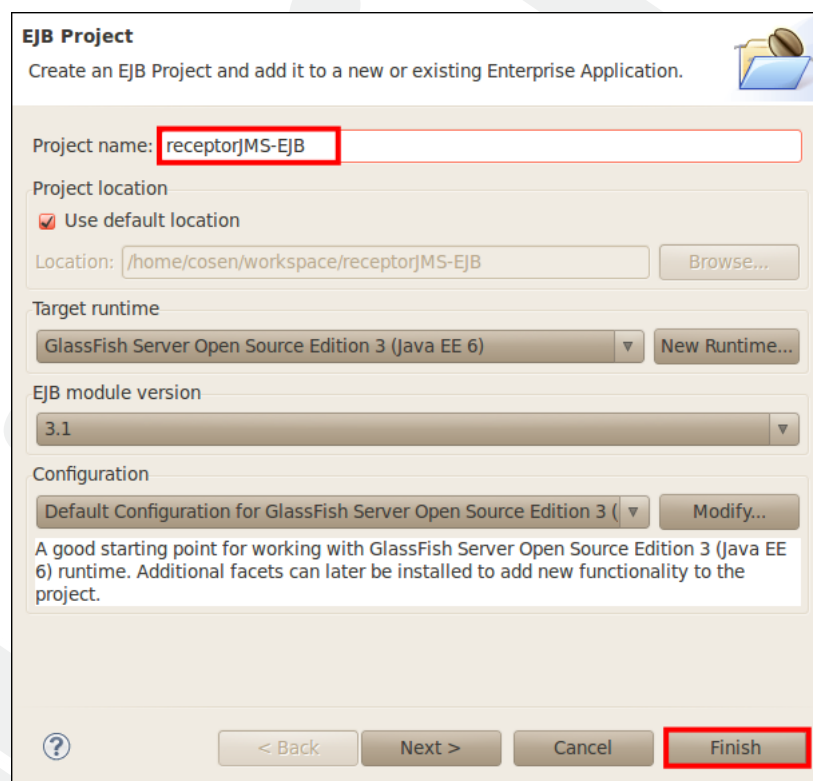 EJB Project
Create an EJB Project and add it to a new or existing Enterprise Application.
Project name: receptorJMS-EJB
Project location
Use default location
Location: /home/cosen/workspace/receptorJMS-EJB Browse...
Target runtime
GlassFish Server Open Source Edition 3 (Java EE 6) New Runtime...
EJB module version
3.1
Configuration
Default Configuration for GlassFish Server Open Source Edition 3 ( Modify...
A good starting point for working with GlassFish Server Open Source Edition 3 (Java EE
6) runtime. Additional facets can later be installed to add new functionality to the
project.
? < Back Next > Cancel Finish